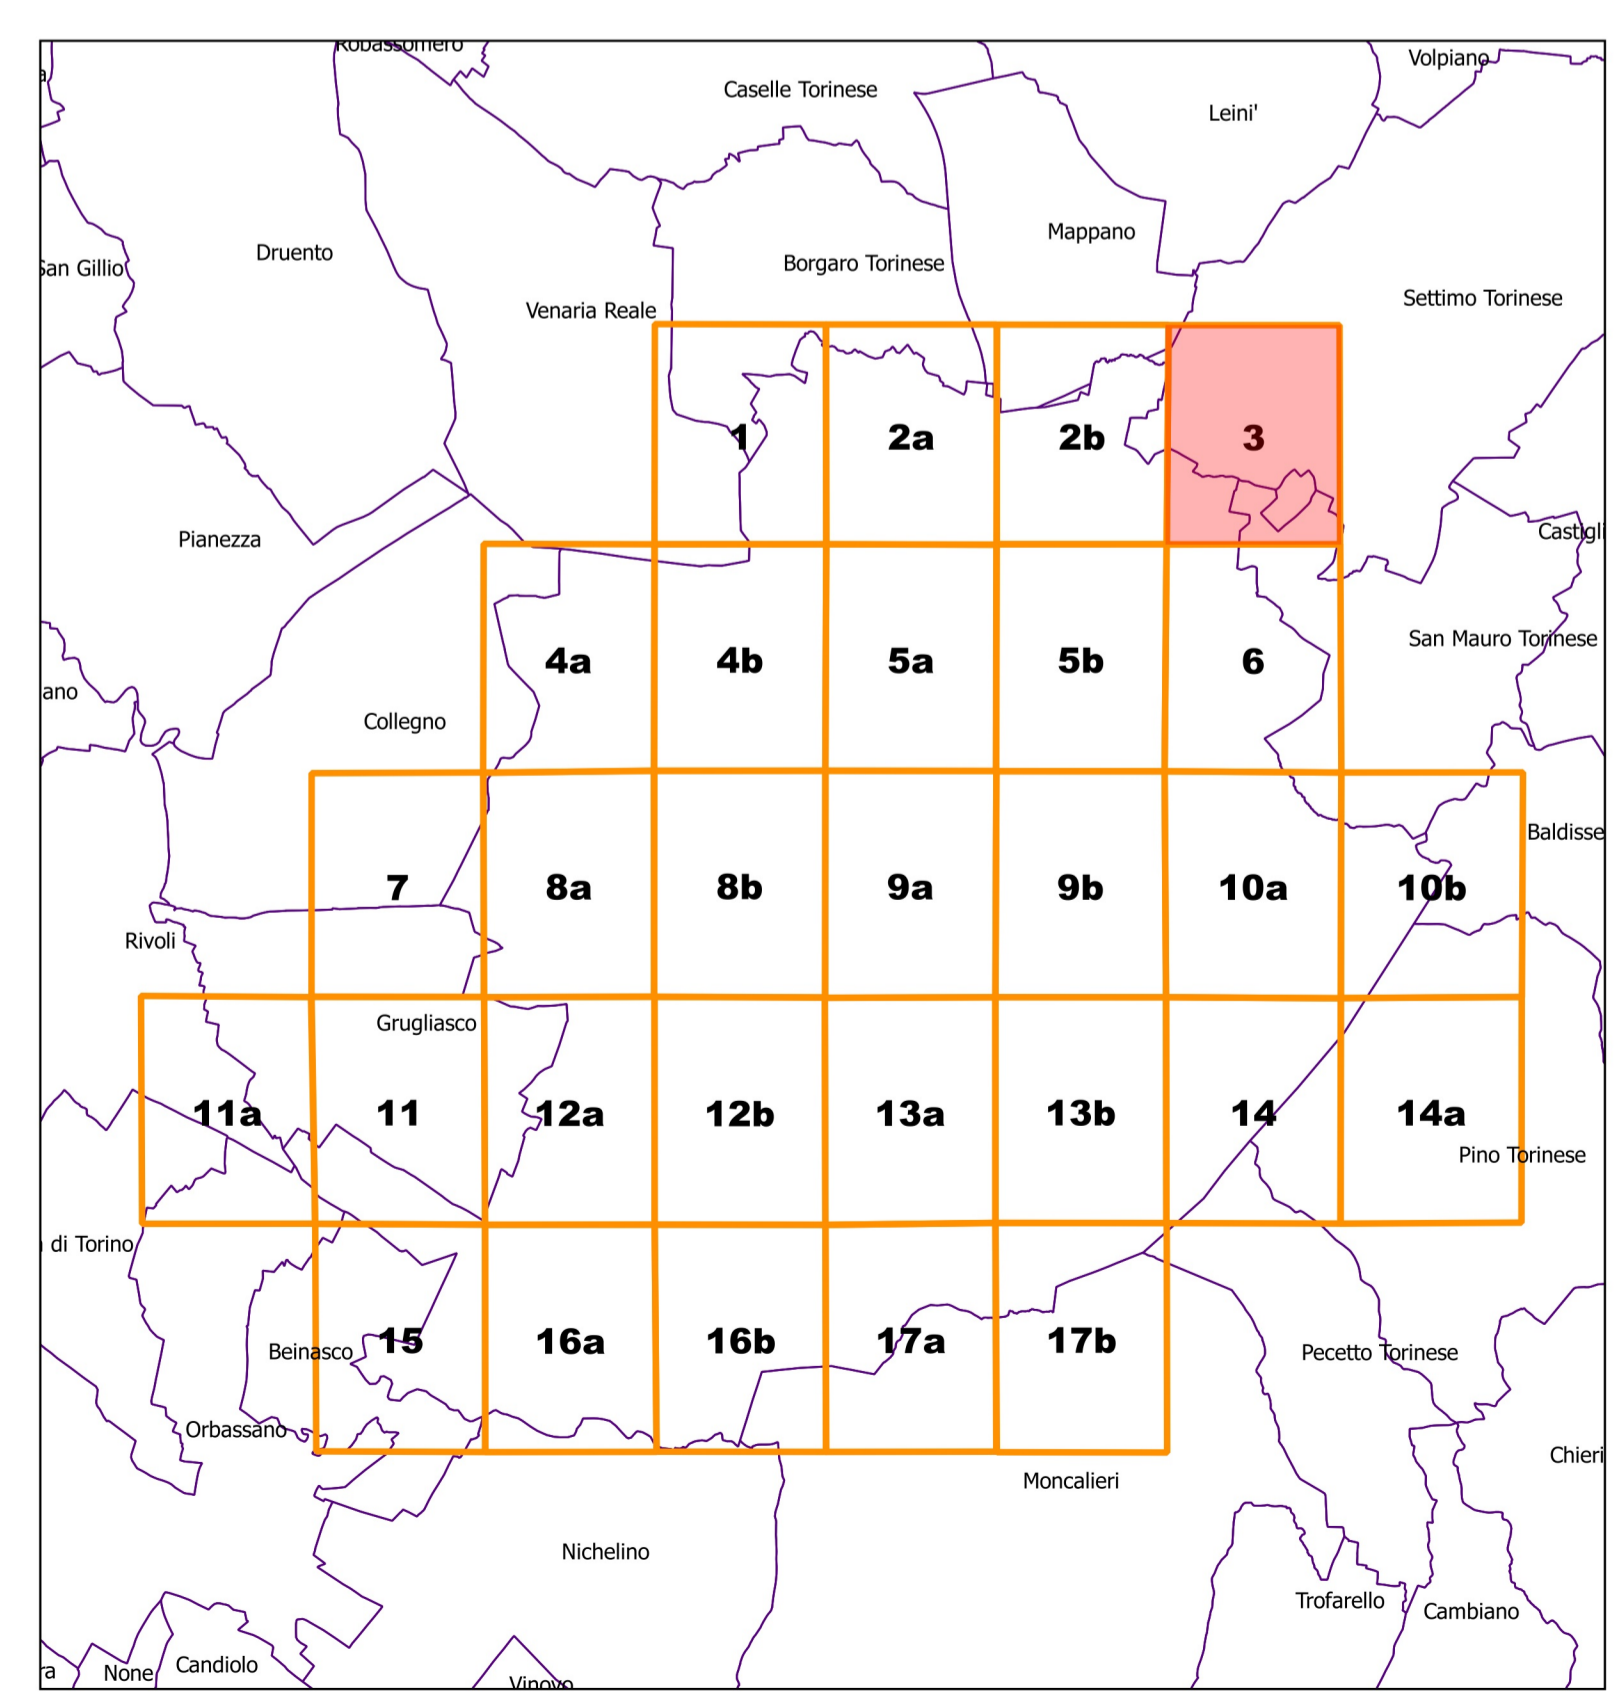 Robassomero
Volpiano
a
Caselle Torinese
Leini'
Mappano
Druento
Borgaro Torinese
San Gillio
Settimo Torinese
Venaria Reale
1
2a
2b
3
Castigli
Pianezza
San Mauro Torinese
4a
4b
5a
5b
6
ano
Collegno
Baldisse
7
8a
8b
9a
9b
10a
10b
Rivoli
Grugliasco
11a
11
12a
12b
13a
13b
14
14a
Pino Torinese
di Torino
15
16a
16b
17a
17b
Beinasco
Pecetto Torinese
Orbassano
Chieri
Moncalieri
Nichelino
Trofarello
Cambiano
Candiolo
ra
None
Vinovo